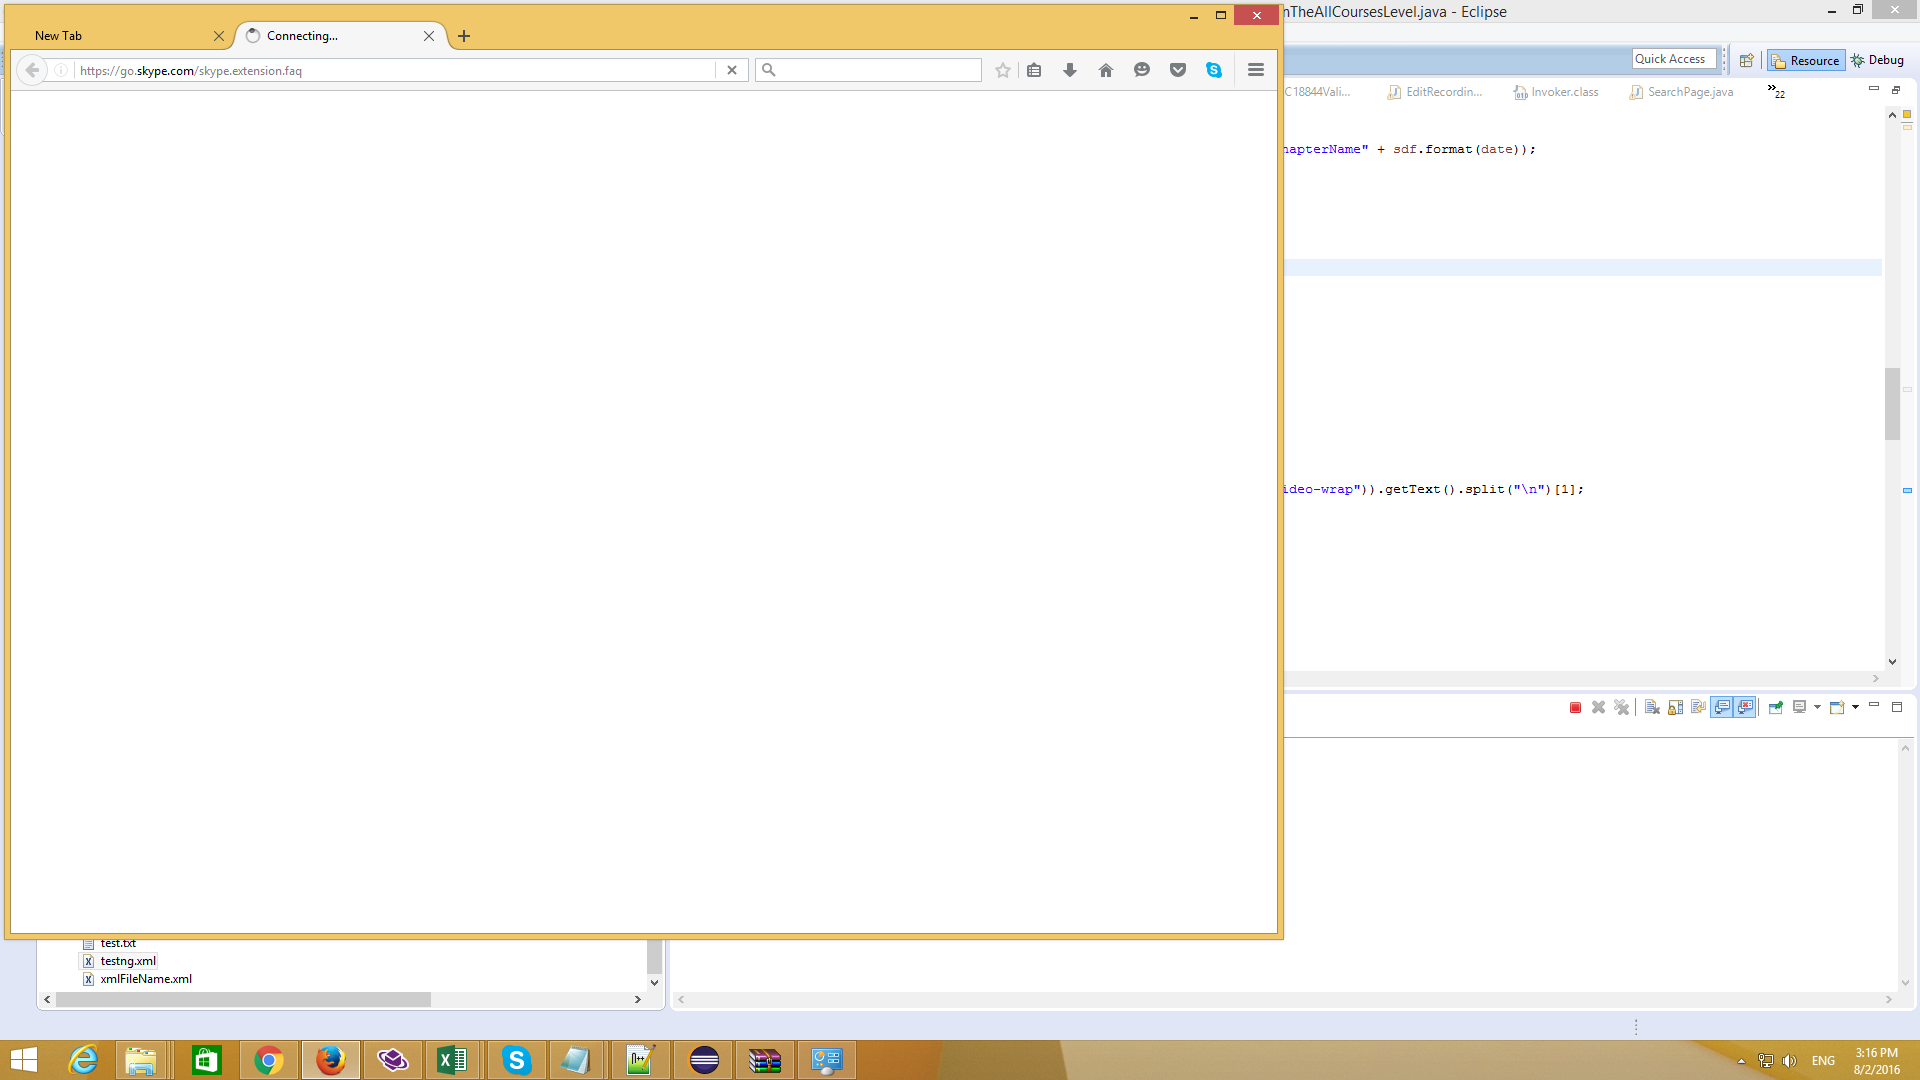 nTheAllCoursesLevel.java - Eclipse
New Tab
Connecting...
https://go.skype.com/skype.extension.faq
Quick Access
Resource
Debug
C18844Vali...
EditRecordin...
Invoker.class
SearchPage.java
22
hapterName" + sdf.format(date));
ideo-wrap")).getText().split("\n")[1];
test.txt
testng.xml
xmlFileName.xml
ENG
3:16 PM
8/2/2016